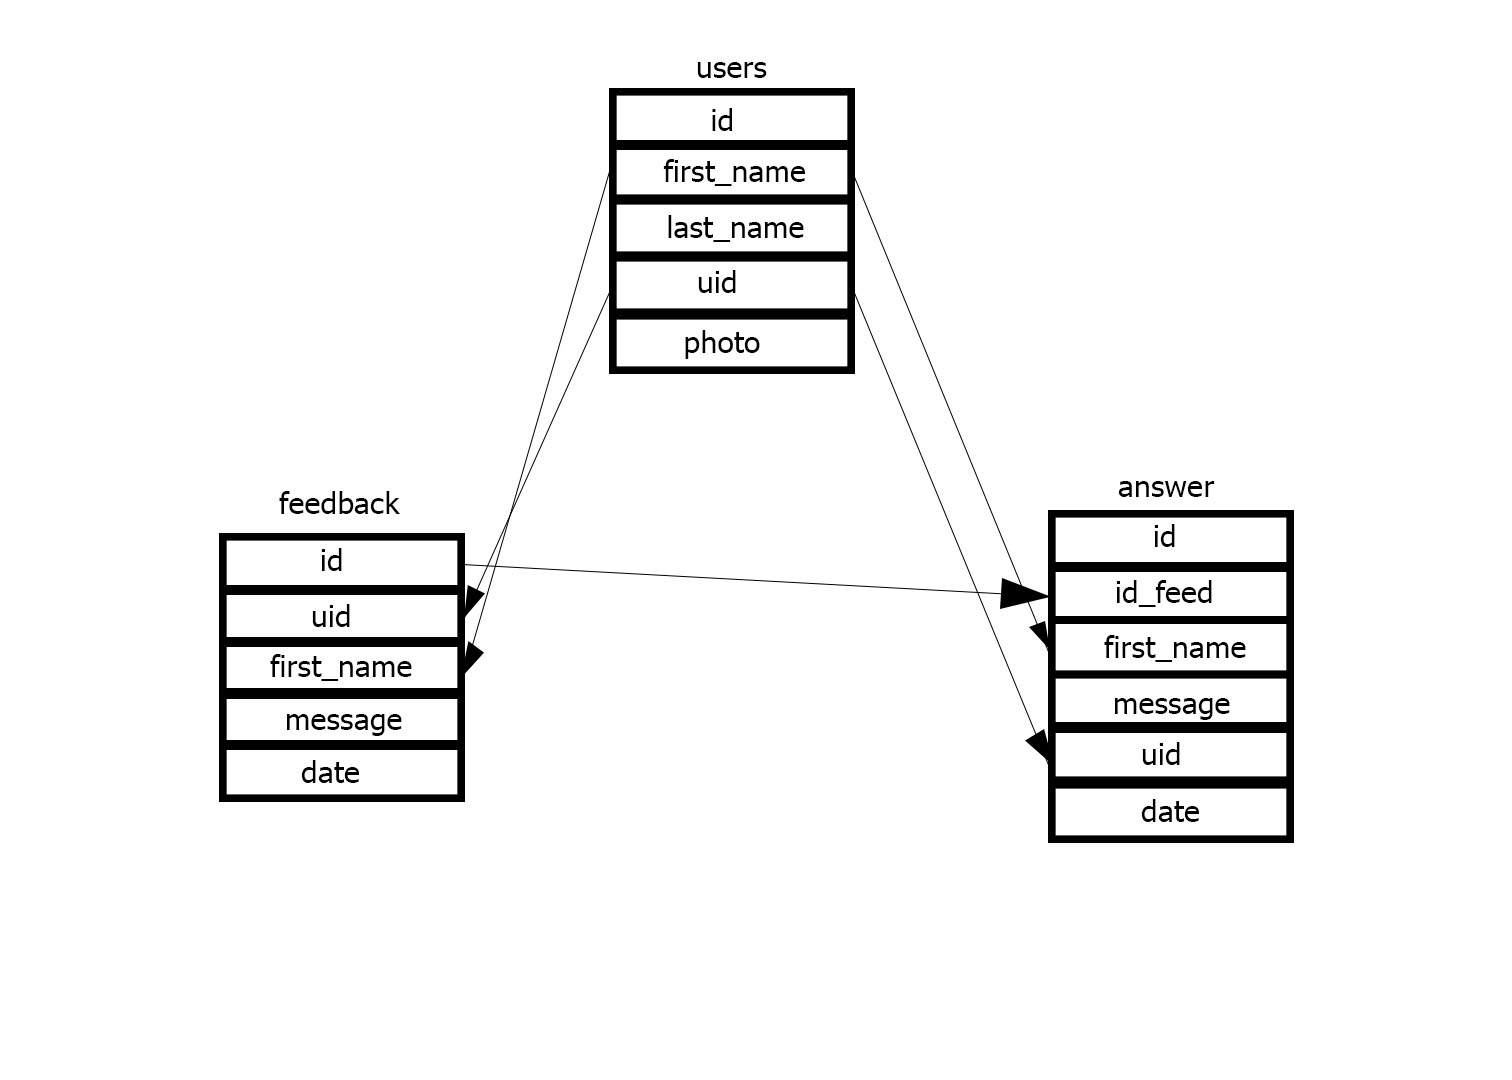 users
id
first_name
last_name
uid
photo
feedback
id
uid
first_name
message
date
answer
id
id_feed
first_name
message
uid
date